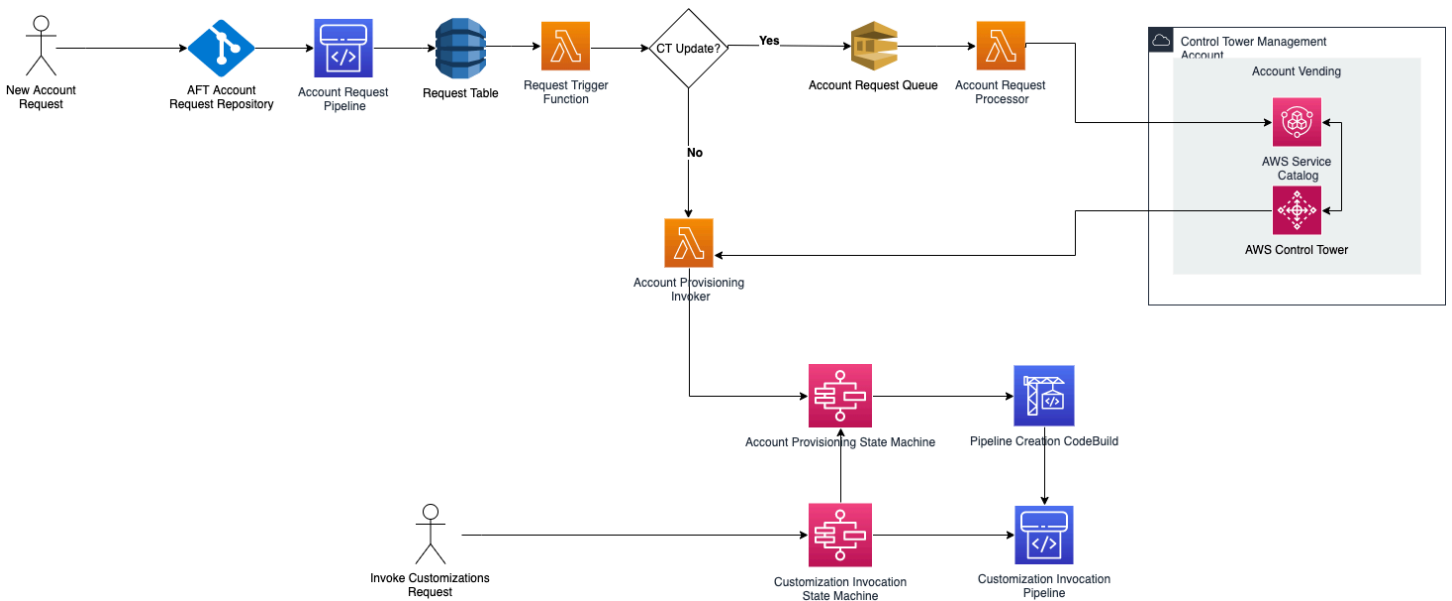 New Account
Request
AFT Account
Request Repository
Account Request
Pipeline
Request Table
Request Trigger
Function
CT Update?
Yes
Account Request Queue
Account Request
Processor
Control Tower Management
Account
Account Vending
AWS Service
Catalog
AWS Control Tower
No
Account Provisioning
Invoker
Account Provisioning State Machine
Pipeline Creation CodeBuild
Invoke Customizations
Request
Customization Invocation
State Machine
Customization Invocation
Pipeline